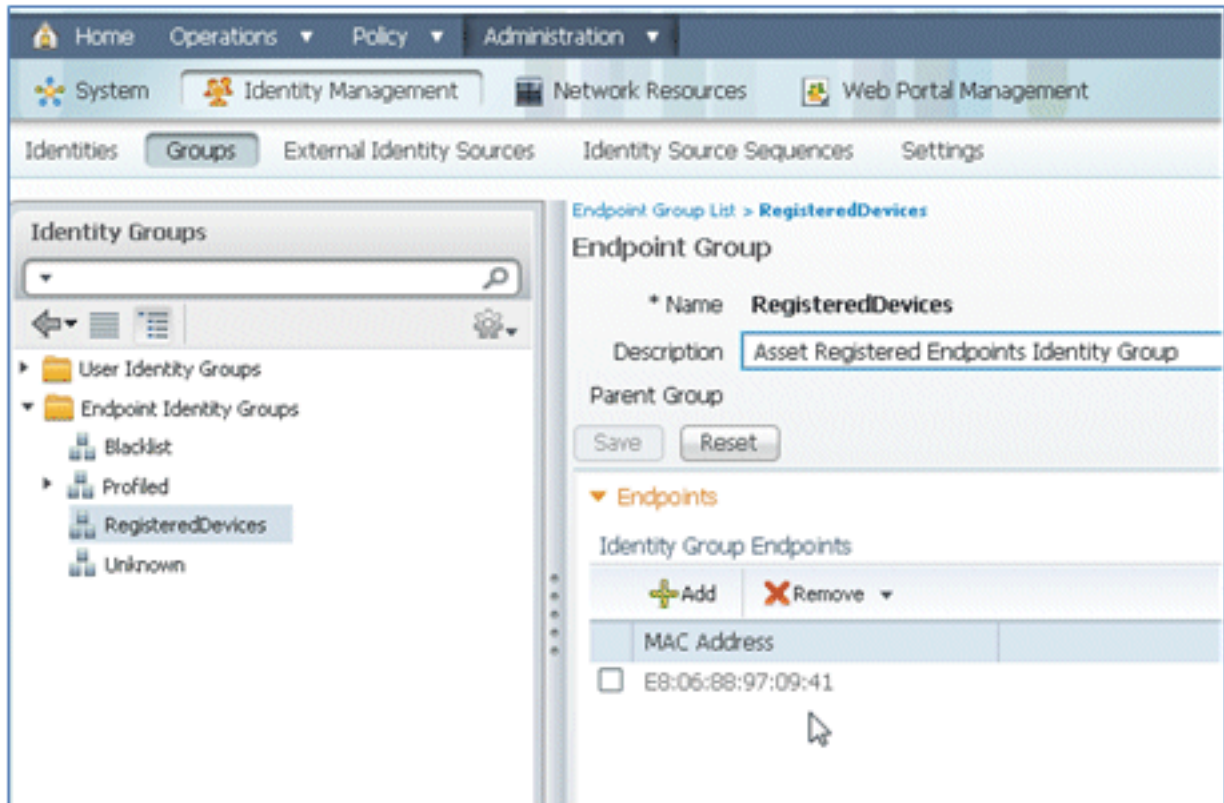 Home Operations Policy Administration
System Identity Management Network Resources Web Portal Management
Identities Groups External Identity Sources Identity Source Sequences Settings
Identity Groups
User Identity Groups
Endpoint Identity Groups
Blacklist
Profiled
RegisteredDevices
Unknown
Endpoint Group List > RegisteredDevices
Endpoint Group
* Name RegisteredDevices
Description Asset Registered Endpoints Identity Group
Parent Group
Save Reset
Endpoints
Identity Group Endpoints
Add Remove
MAC Address
E8:06:88:97:09:41